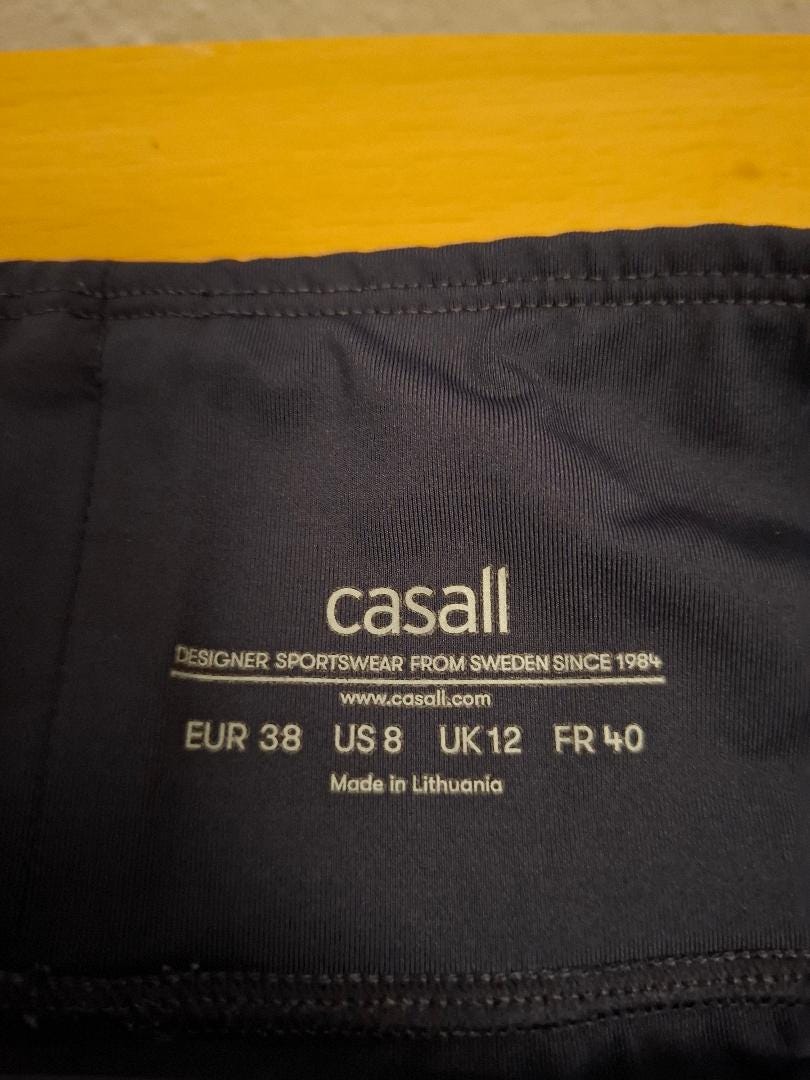 casall
DESIGNER SPORTSWEAR FROM SWEDEN SINCE 1984
www.casall.com
EUR 38 US 8 UK 12 FR 40
Made in Lithuania